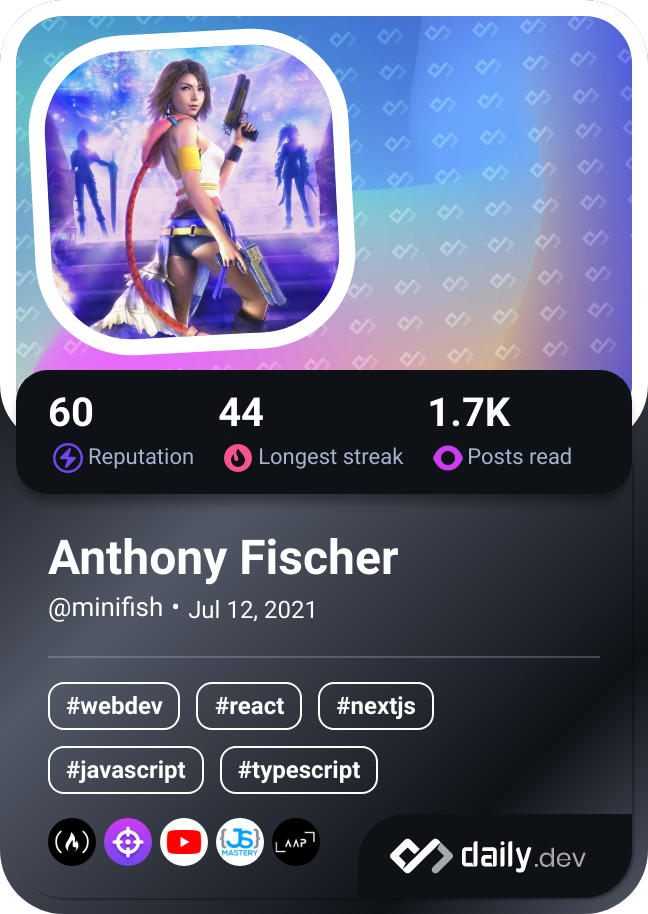 60 44 1.7K
Reputation Longest streak Posts read
Anthony Fischer
@minifish • Jul 12, 2021
#webdev #react #nextjs
#javascript #typescript
{JS} MASTERY LAAP
daily.dev